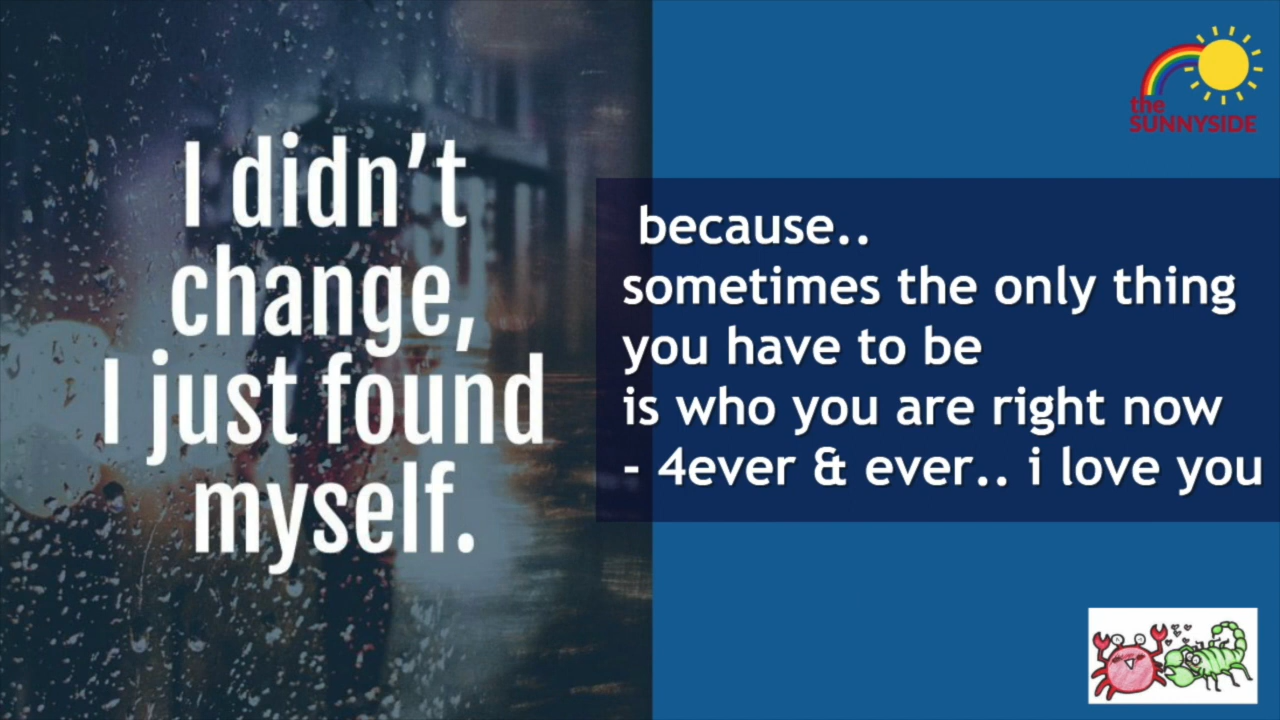 I didn't
change,
I just found
myself.
the
SUNNYSIDE
because..
sometimes the only thing
you have to be
is who you are right now
- 4ever & ever.. i love you